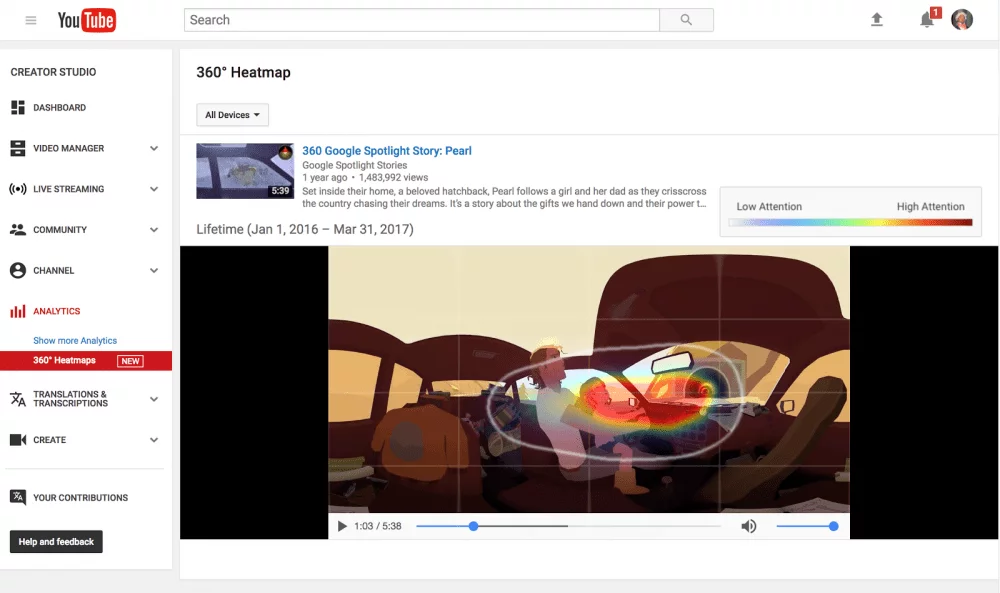 YouTube
Search
1
CREATOR STUDIO
DASHBOARD
VIDEO MANAGER
LIVE STREAMING
COMMUNITY
CHANNEL
ANALYTICS
Show more Analytics
360° Heatmaps NEW
TRANSLATIONS &
TRANSCRIPTIONS
CREATE
YOUR CONTRIBUTIONS
Help and feedback
360° Heatmap
All Devices
5:39
360 Google Spotlight Story: Pearl
Google Spotlight Stories
1 year ago • 1,483,992 views
Set inside their home, a beloved hatchback, Pearl follows a girl and her dad as they crisscross
the country chasing their dreams. It's a story about the gifts we hand down and their power t...
Low Attention High Attention
Lifetime (Jan 1, 2016 – Mar 31, 2017)
1:03 / 5:38